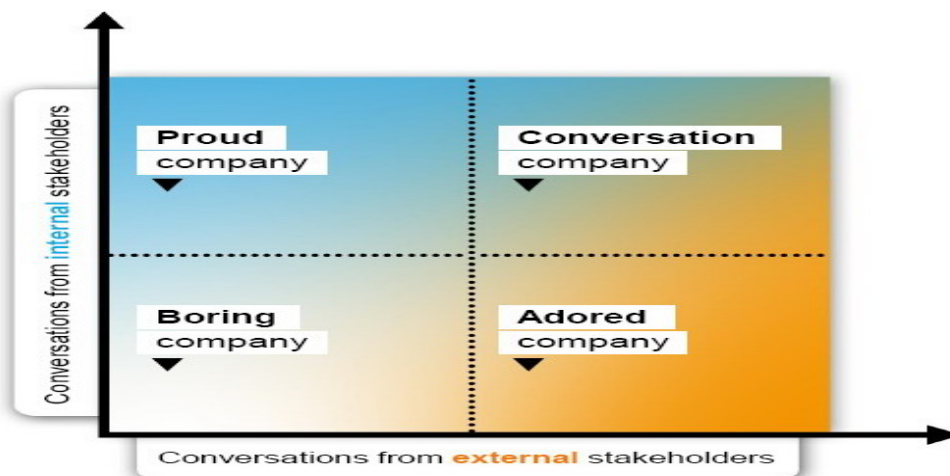 Conversations from internal stakeholders
Proud
company
Conversation
company
Boring
company
Adored
company
Conversations from external stakeholders